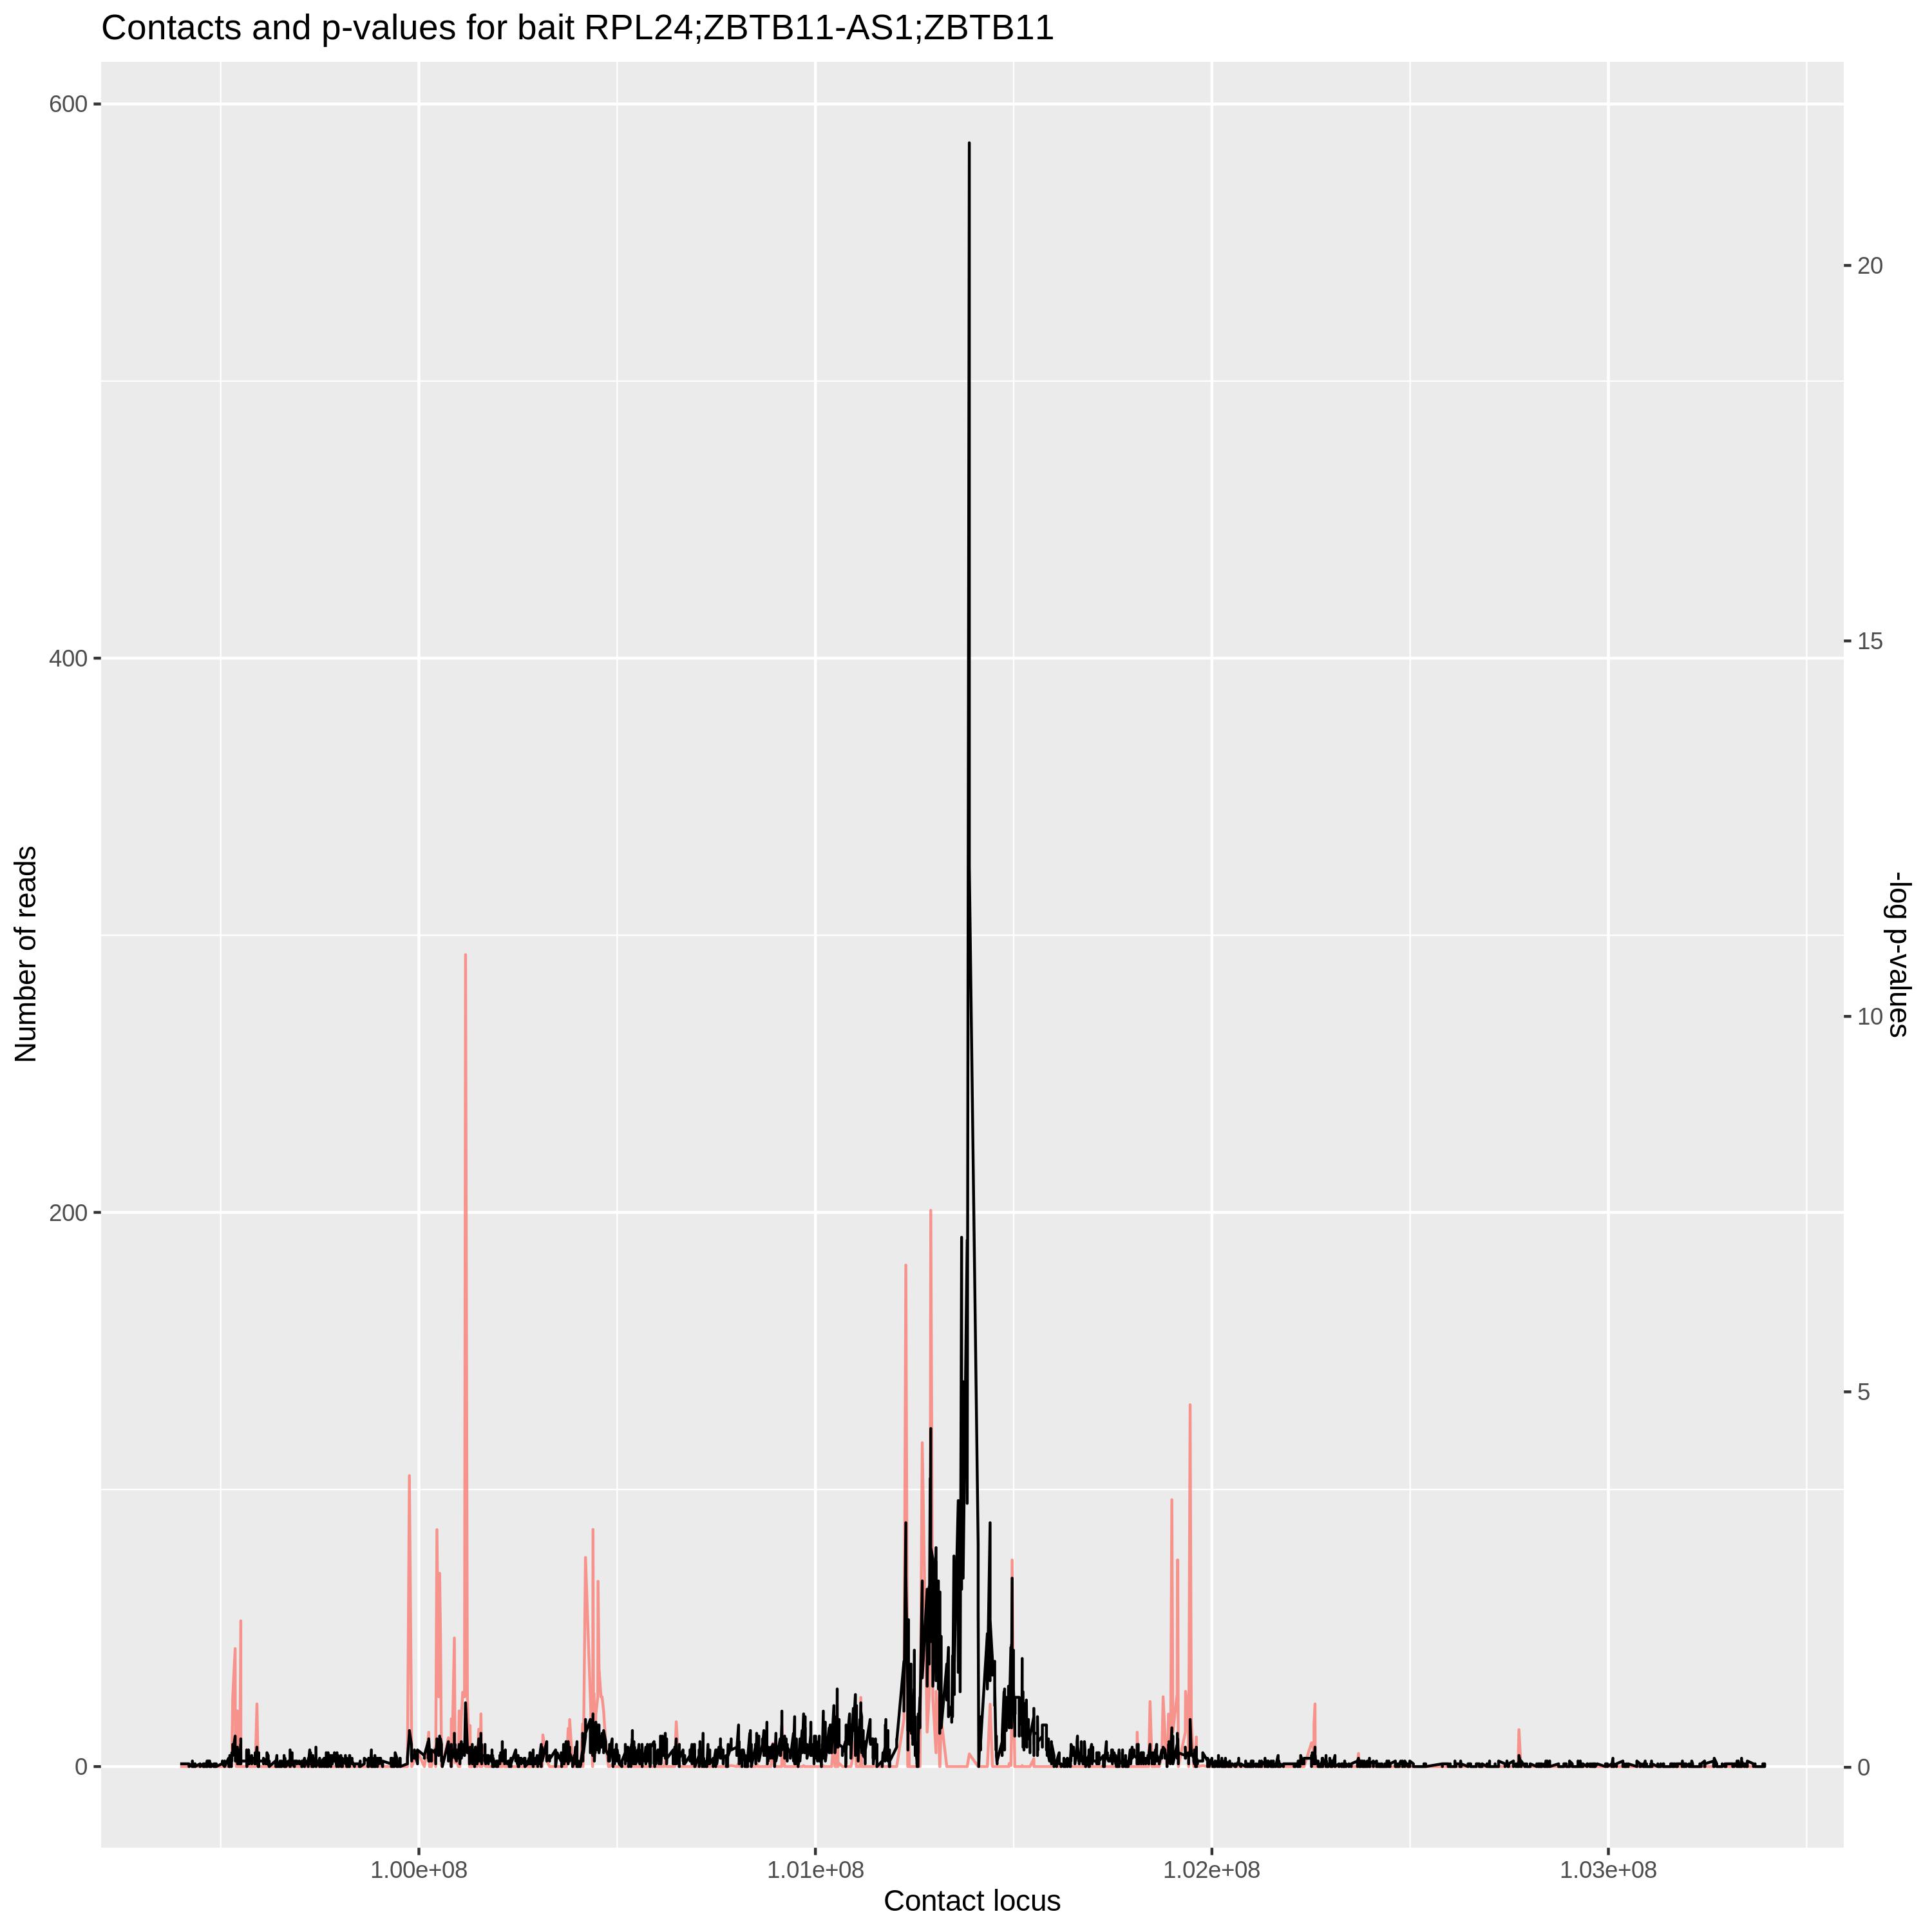 Contacts and p-values for bait RPL24;ZBTB11-AS1;ZBTB11
600
400
200
0
Number of reads
20
15
10
5
0
-log p-values
1.00e+08
1.01e+08
1.02e+08
1.03e+08
Contact locus